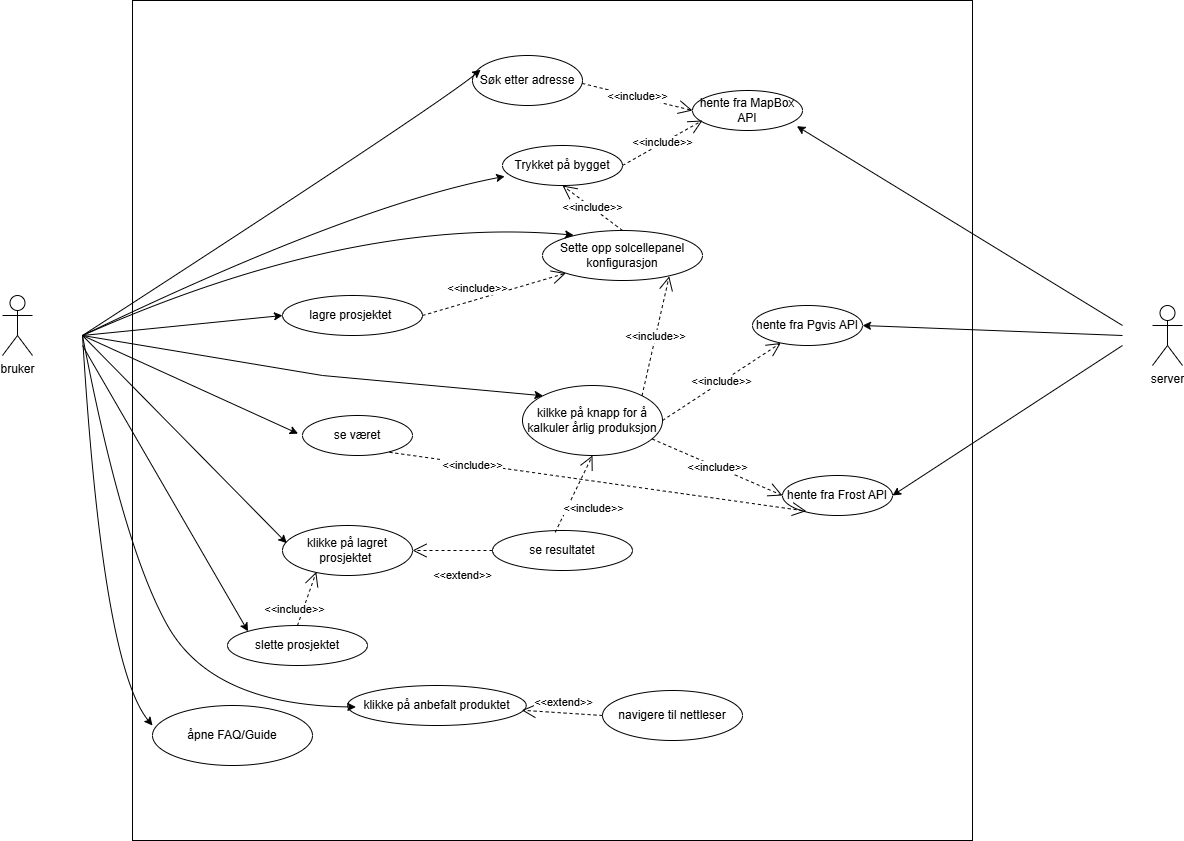 Søk etter adresse
<<include>>
hente fra MapBox
API
<<include>>
Trykket på bygget
<<include>>
Sette opp solcellepanel
konfigurasjon
<<include>>
lagre prosjektet
hente fra Pgvis API
<<include>>
bruker
server
<<include>>
kilkke på knapp for å
kalkuler årlig produksjon
se været
<<include>>
<<include>>
hente fra Frost API
<<include>>
klikke på lagret
prosjektet
se resultatet
<<extend>>
<<include>>
slette prosjektet
klikke på anbefalt produktet
<<extend>>
navigere til nettleser
åpne FAQ/Guide